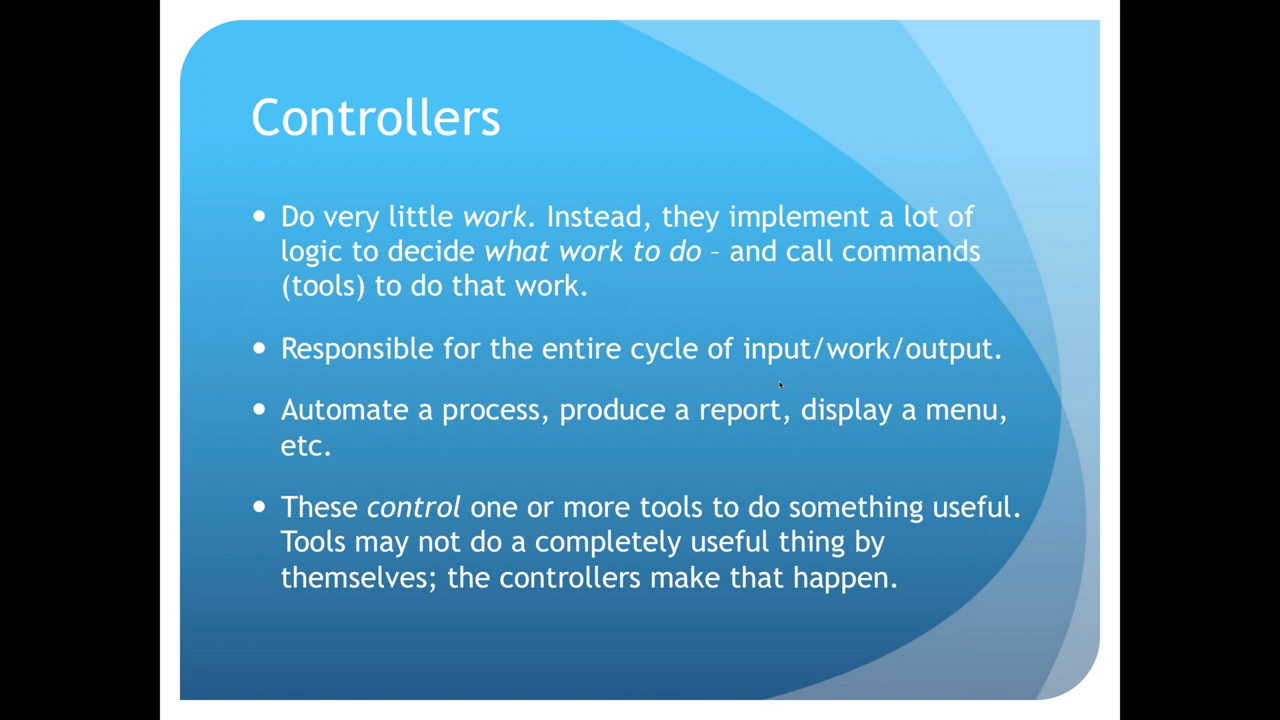 Controllers
• Do very little work. Instead, they implement a lot of
logic to decide what work to do – and call commands
(tools) to do that work.
• Responsible for the entire cycle of input/work/output.
• Automate a process, produce a report, display a menu,
etc.
• These control one or more tools to do something useful.
Tools may not do a completely useful thing by
themselves; the controllers make that happen.